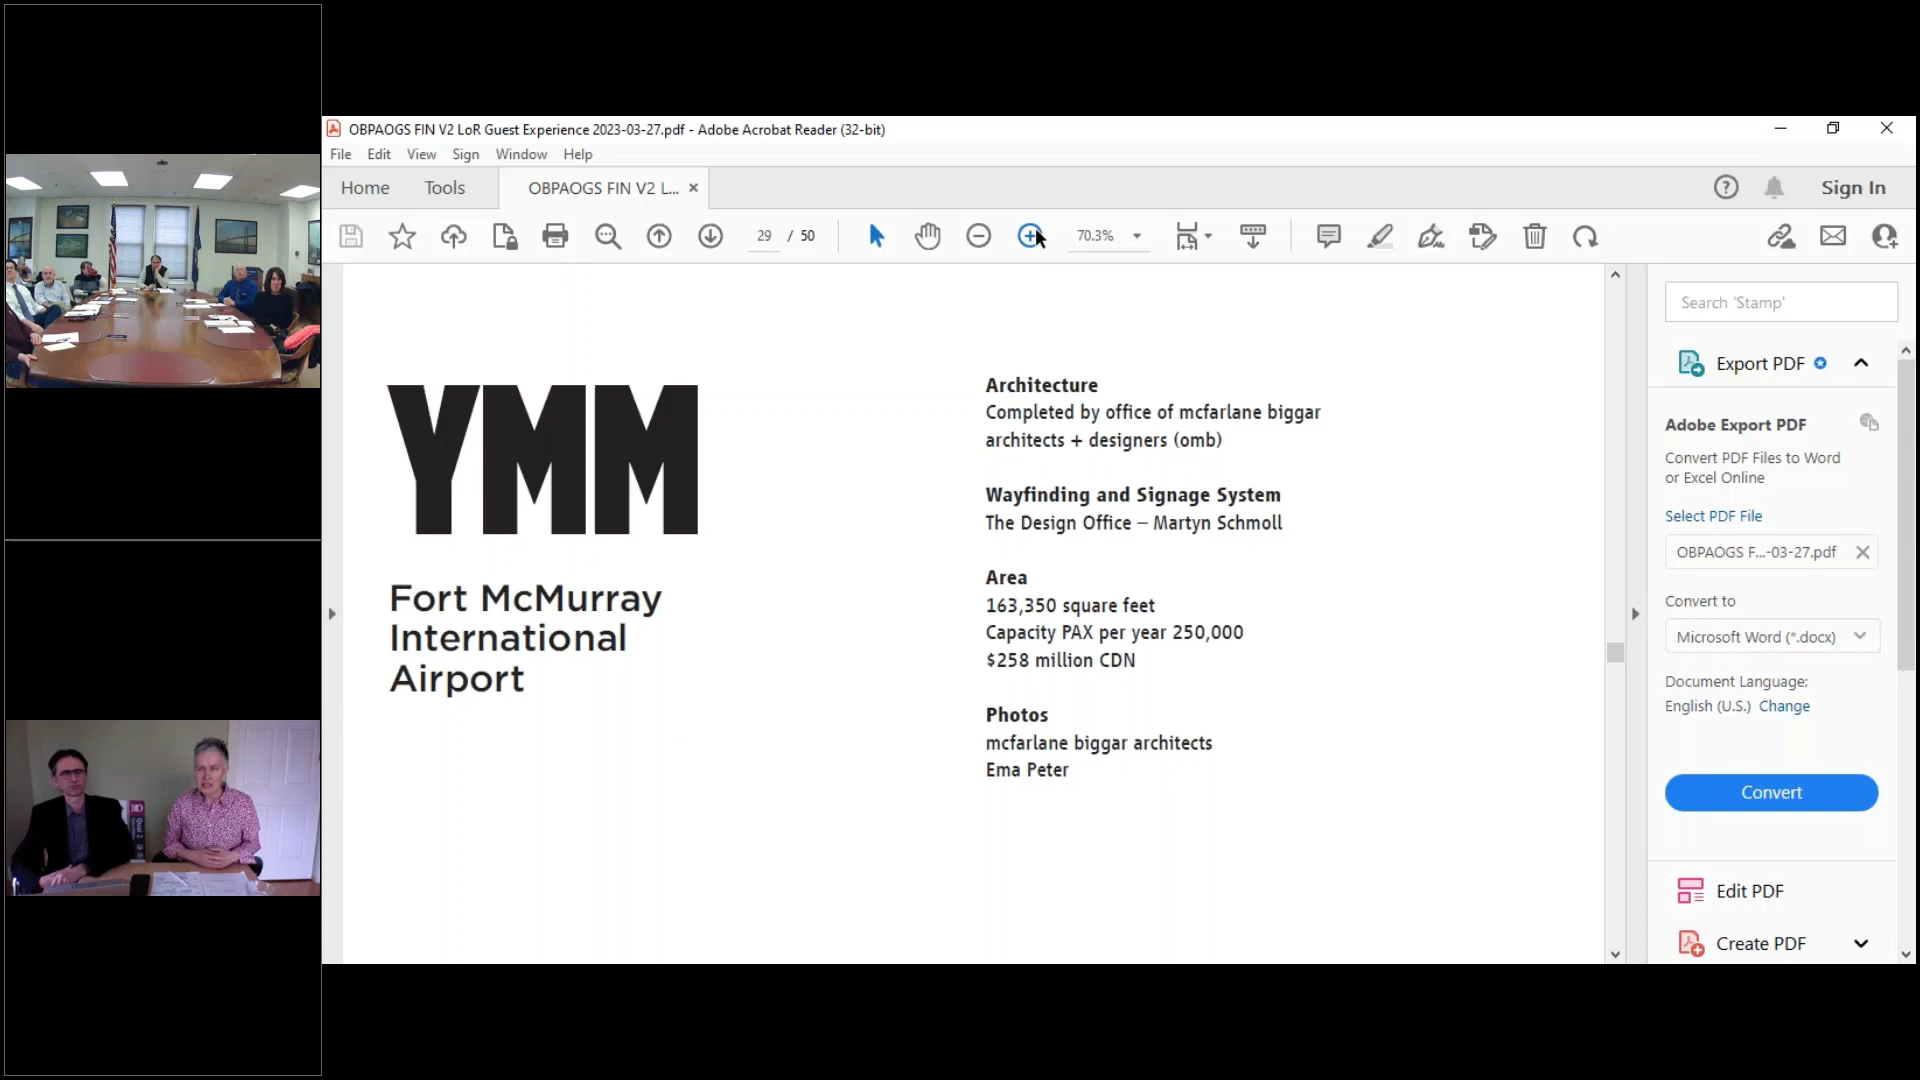 OBPAOGS FIN V2 LoR Guest Experience 2023-03-27.pdf - Adobe Acrobat Reader (32-bit)
File Edit View Sign Window Help
Home Tools OBPAOGS FIN V2 L... Sign In
29 / 50 70.3%
YMM
Fort McMurray
International
Airport
Architecture
Completed by office of mcfarlane biggar
architects + designers (omb)
Wayfinding and Signage System
The Design Office – Martyn Schmoll
Area
163,350 square feet
Capacity PAX per year 250,000
$258 million CDN
Photos
mcfarlane biggar architects
Ema Peter
Search 'Stamp'
Export PDF
Adobe Export PDF
Convert PDF Files to Word
or Excel Online
Select PDF File
OBPAOGS F...-03-27.pdf
Convert to
Microsoft Word (*.docx)
Document Language:
English (U.S.) Change
Convert
Edit PDF
Create PDF
Quai 2